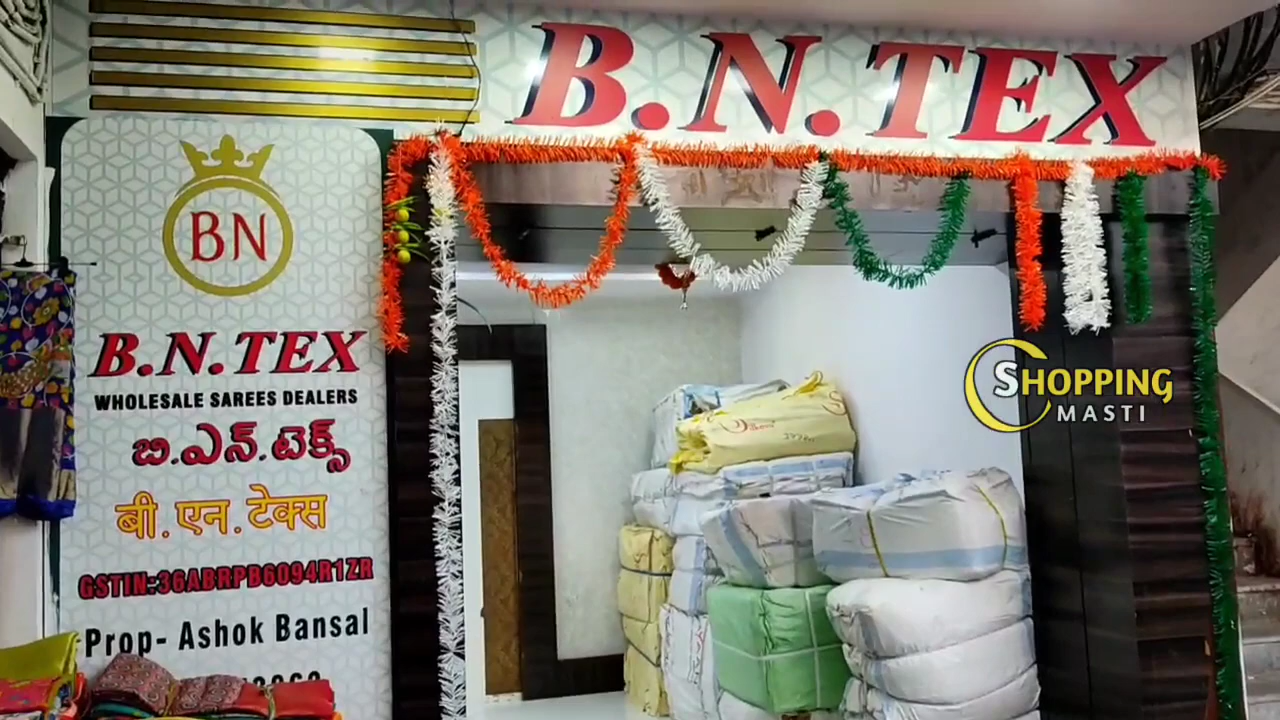 B.N.TEX
BN
B.N.TEX
WHOLESALE SAREES DEALERS
బి.ఎన్.టెక్స్
बी.एन.टेक्स
GSTIN:36ABRPB6094R1ZR
Prop- Ashok Bansal
SHOPPING
MASTI